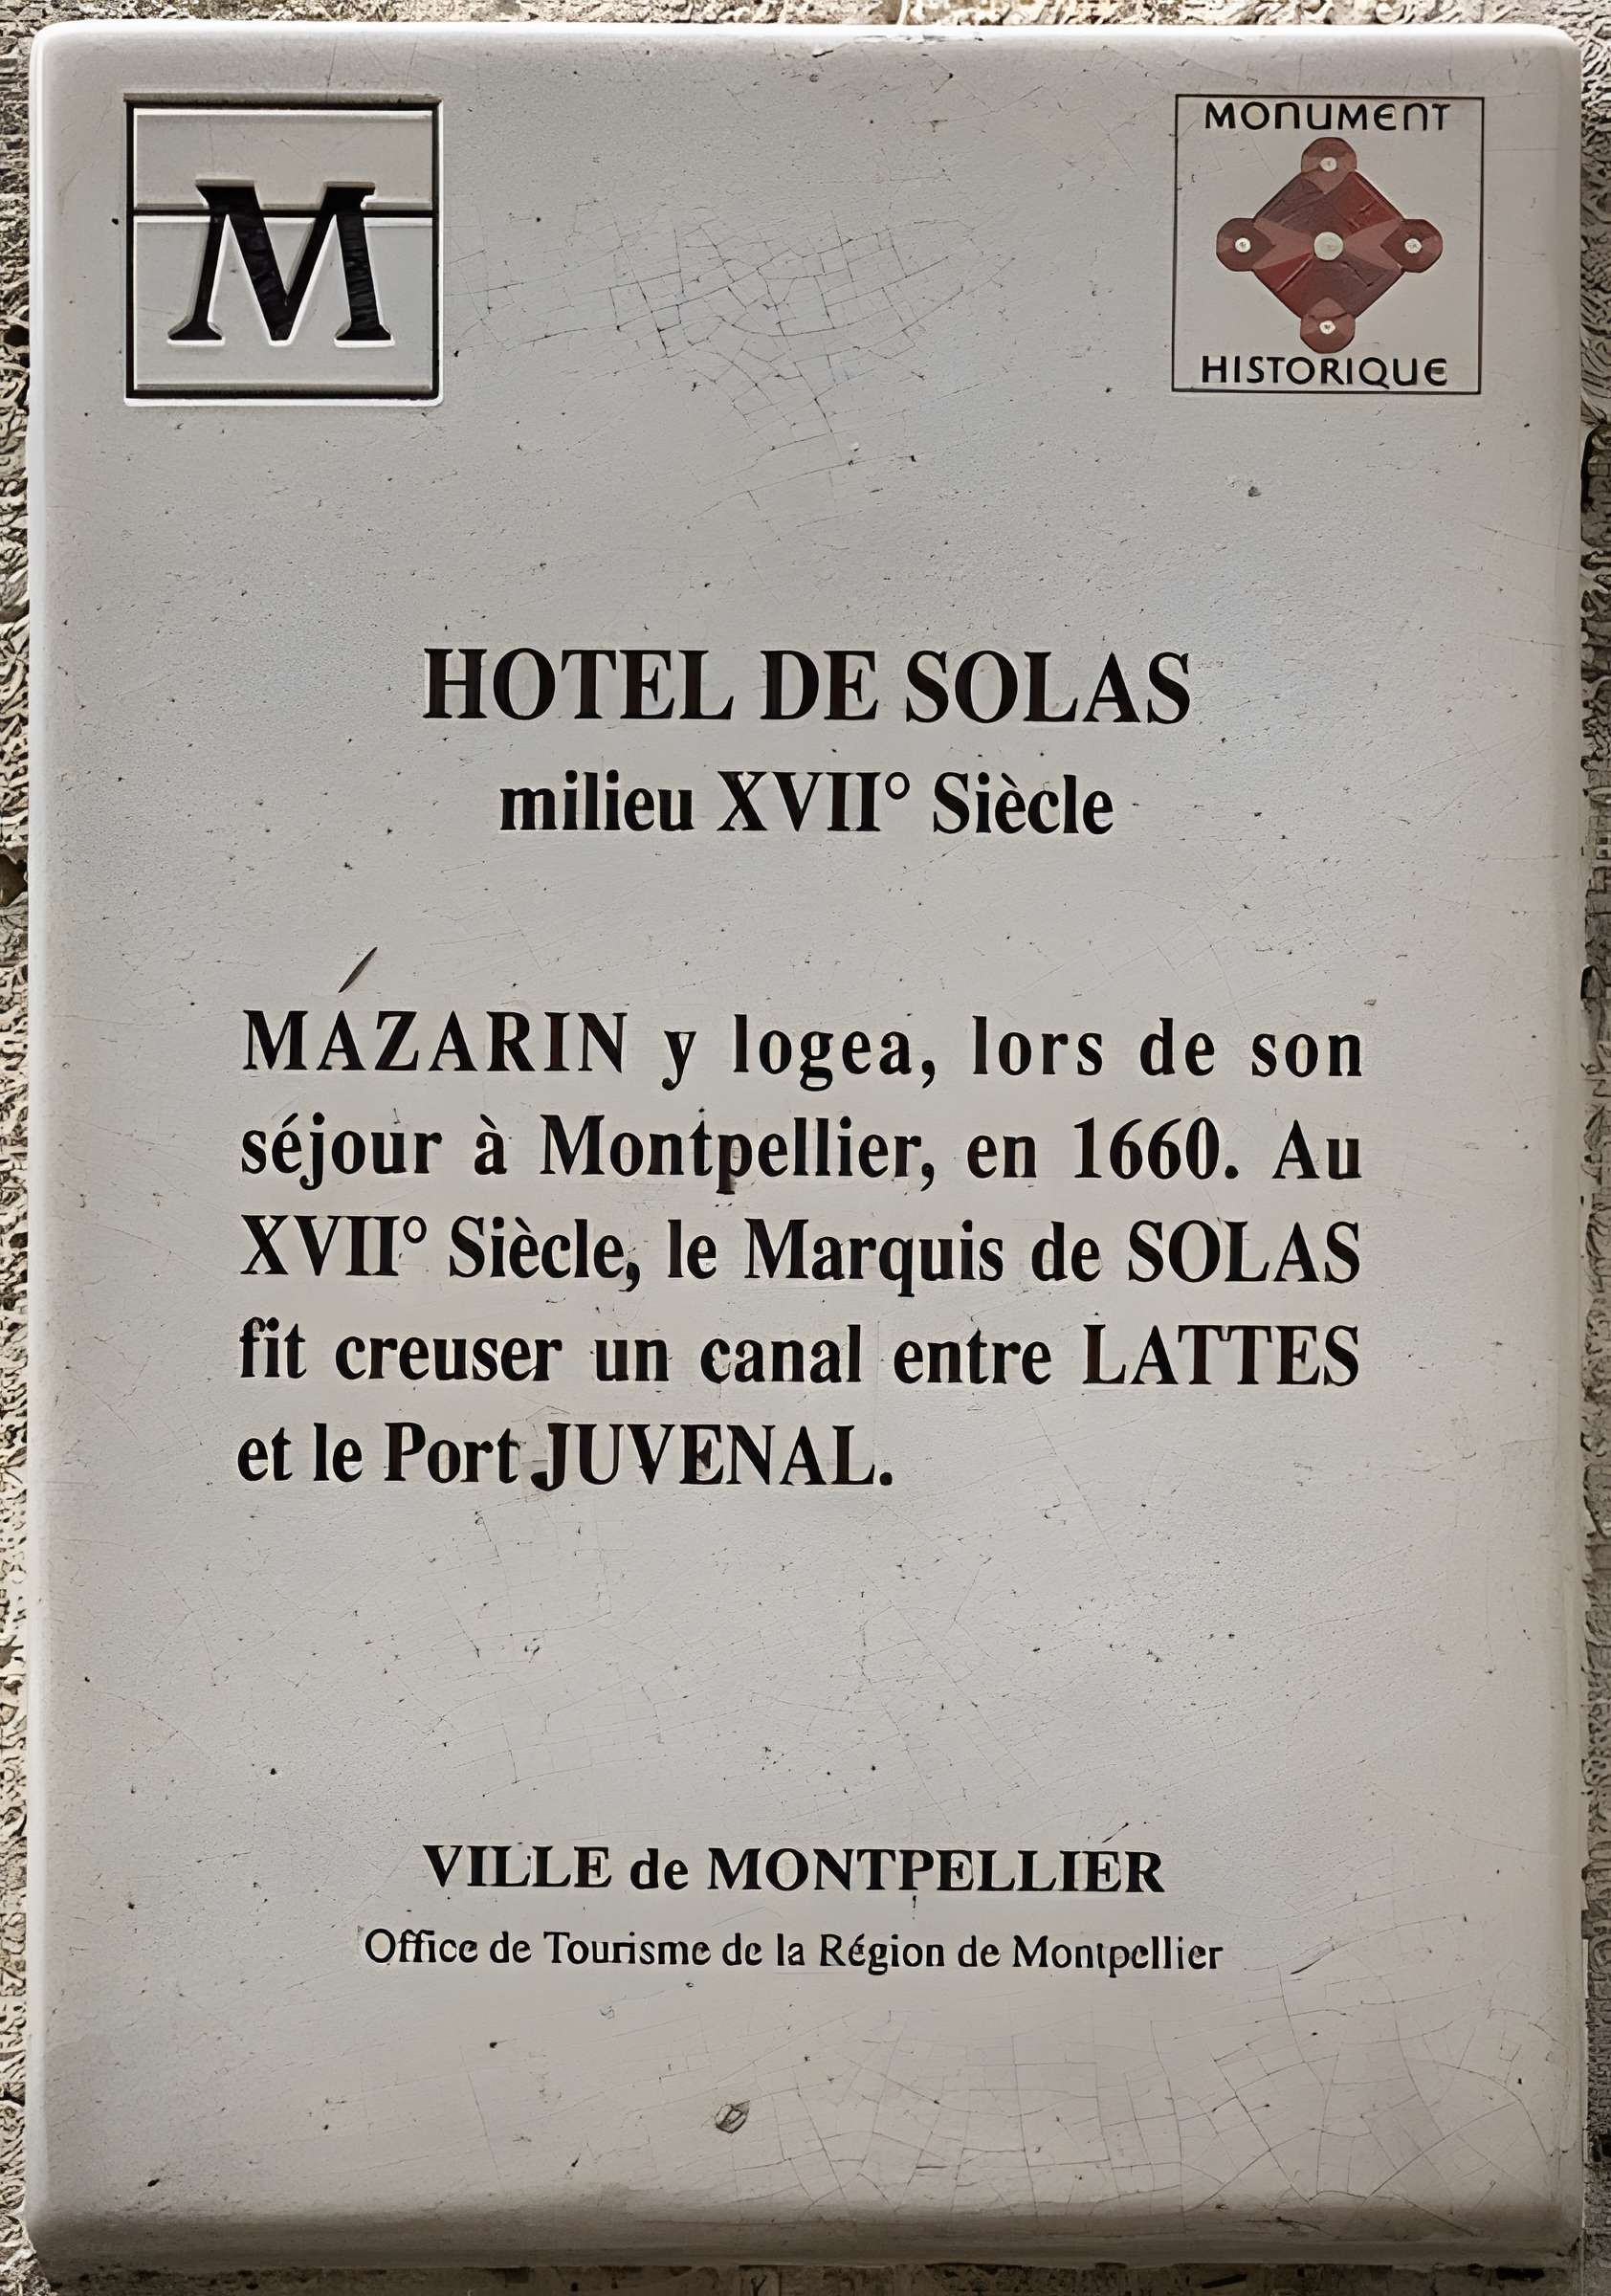 M
MONUMENT
HISTORIQUE
HOTEL DE SOLAS
milieu XVII° Siècle
MAZARIN y logea, lors de son
séjour à Montpellier, en 1660. Au
XVII° Siècle, le Marquis de SOLAS
fit creuser un canal entre LATTES
et le Port JUVENAL.
VILLE de MONTPELLIER
Office de Tourisme de la Région de Montpellier